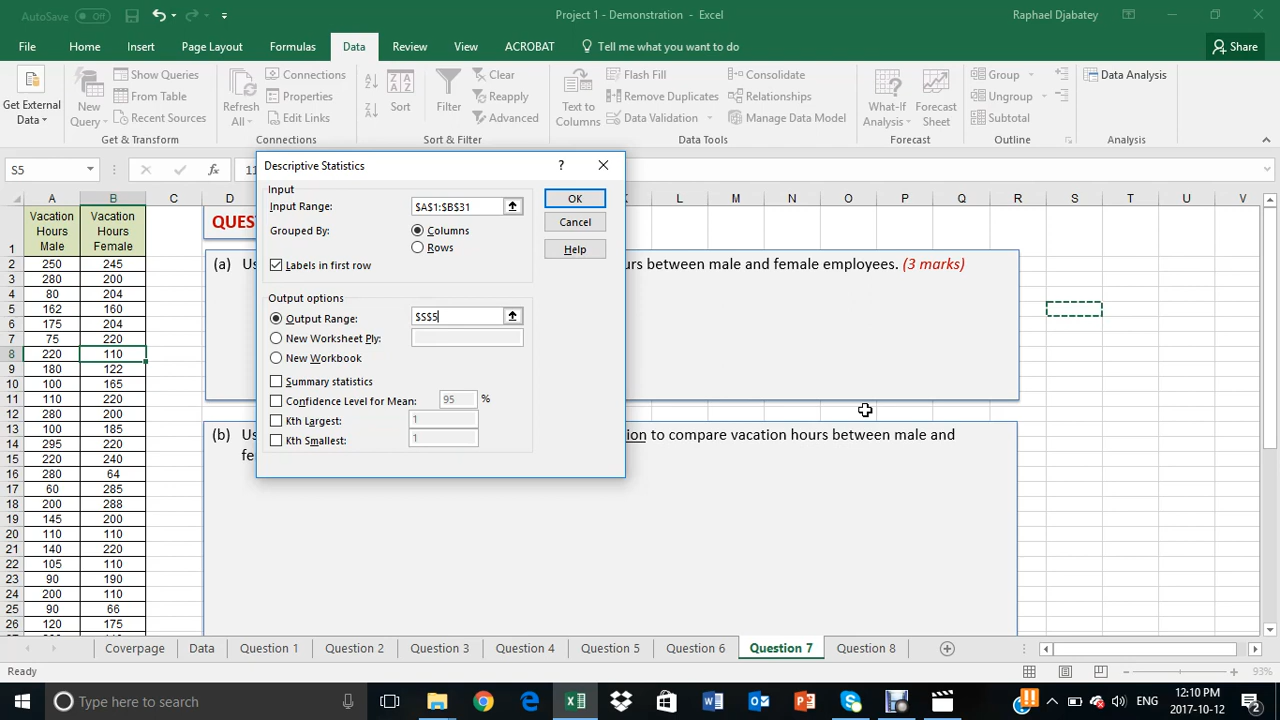 AutoSave Off Project 1 - Demonstration - Excel Raphael Djabatey
File Home Insert Page Layout Formulas Data Review View ACROBAT Tell me what you want to do Share
Get External Data
New Query
Show Queries
From Table
Recent Sources
Get & Transform
Refresh All
Connections
Properties
Edit Links
Connections
Sort
Filter
Clear
Reapply
Advanced
Sort & Filter
Text to Columns
Flash Fill
Remove Duplicates
Data Validation
Consolidate
Relationships
Manage Data Model
Data Tools
What-If Analysis
Forecast Sheet
Forecast
Group
Ungroup
Subtotal
Outline
Data Analysis
Analysis
S5 fx 11
A B C D K L M N O P Q R S T U V
1 Vacation Hours Male Vacation Hours Female QUES
2 250 245
3 280 200
4 80 204
5 162 160
6 175 204
7 75 220
8 220 110
9 180 122
10 100 165
11 110 220
12 280 200
13 100 185
14 295 220
15 220 240
16 280 64
17 60 285
18 200 288
19 145 200
20 110 110
21 140 220
22 105 110
23 90 190
24 200 110
25 90 66
26 120 175
(a) Us
urs between male and female employees. (3 marks)
(b) Us
ion to compare vacation hours between male and
fe
Descriptive Statistics ?
Input
Input Range: $A$1:$B$31
Grouped By: Columns
Rows
Labels in first row
Output options
Output Range: $S$5
New Worksheet Ply:
New Workbook
Summary statistics
Confidence Level for Mean: 95 %
Kth Largest: 1
Kth Smallest: 1
OK
Cancel
Help
Coverpage Data Question 1 Question 2 Question 3 Question 4 Question 5 Question 6 Question 7 Question 8
Ready 93%
Type here to search
ENG 12:10 PM
2017-10-12
2